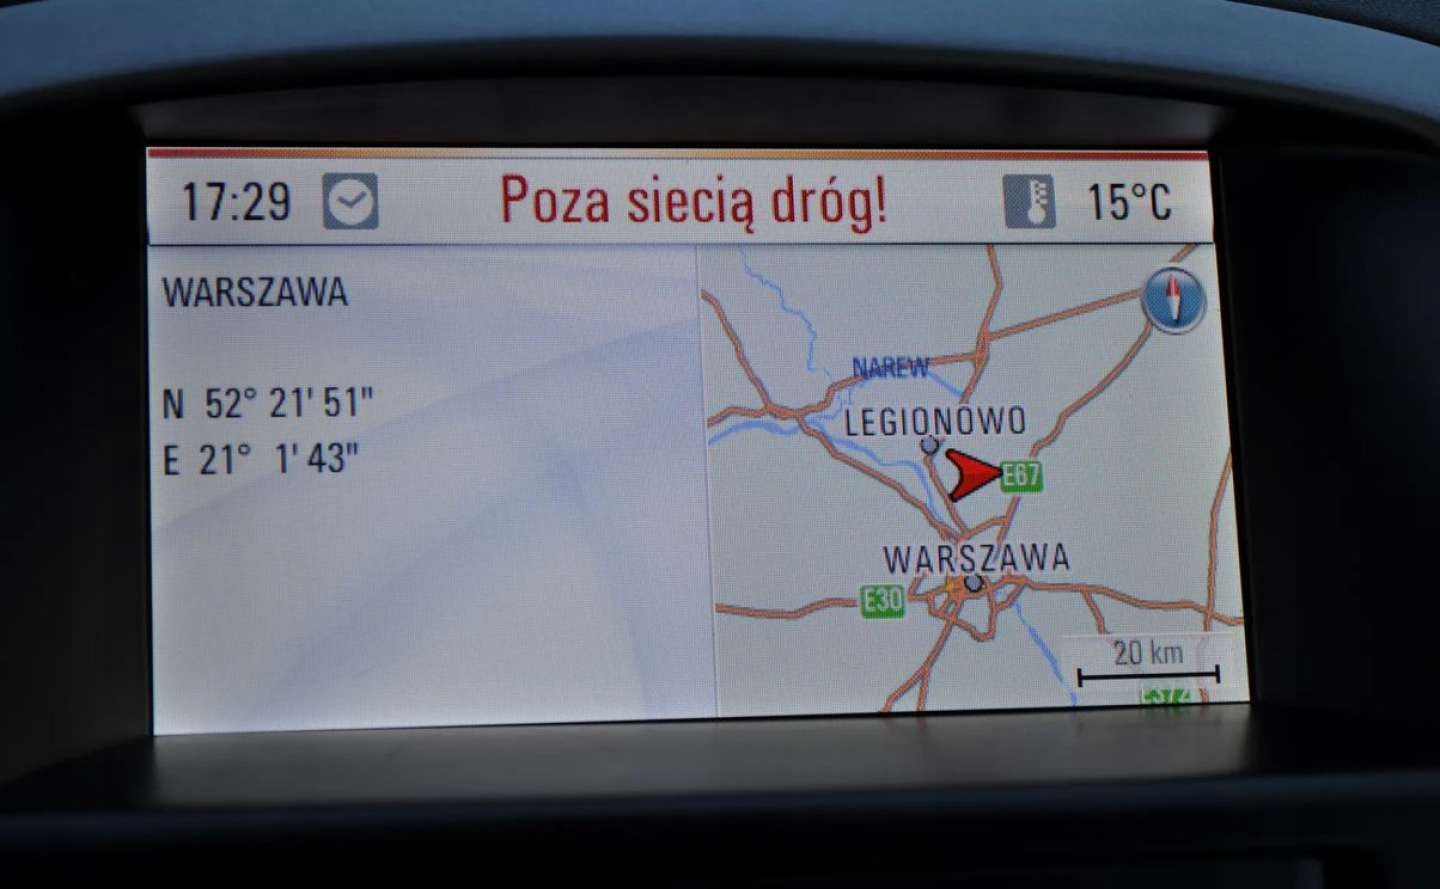 17:29 Poza siecią dróg! 15°C
WARSZAWA
N 52° 21' 51"
E 21° 1' 43"
NAREW
LEGIONOWO
E67
WARSZAWA
E30
20 km